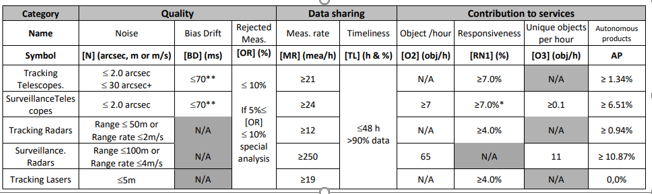 Category Quality Data sharing Contribution to services
Name Noise Bias Drift Rejected Meas. Meas. rate Timeliness Object /hour Responsiveness Unique objects per hour Autonomous products
Symbol [N] (arcsec, m or m/s) [BD] (ms) [OR] (%) [MR] (mea/h) [TL] (h & %) [O2] (obj/h) [RN1] (%) [O3] (obj/h) AP
Tracking Telescopes. ≤ 2.0 arcsec ≤ 30 arcsec+ ≤70** ≤ 10% ≥21 N/A ≥7.0% N/A ≥ 1.34%
SurveillanceTeles copes ≤ 2.0 arcsec ≤70** If 5%≤ [OR] ≤ 10% special analysis ≥24 ≤48 h >90% data ≥7 ≥7.0%* ≥0.1 ≥ 6.51%
Tracking Radars Range ≤ 50m or Range rate ≤2m/s N/A ≥12 N/A ≥4.0% N/A ≥ 0.94%
Surveillance. Radars Range ≤100m or Range rate ≤4m/s N/A ≥250 65 N/A 11 ≥ 10.87%
Tracking Lasers ≤5m N/A ≥19 N/A ≥4.0% N/A 0,0%